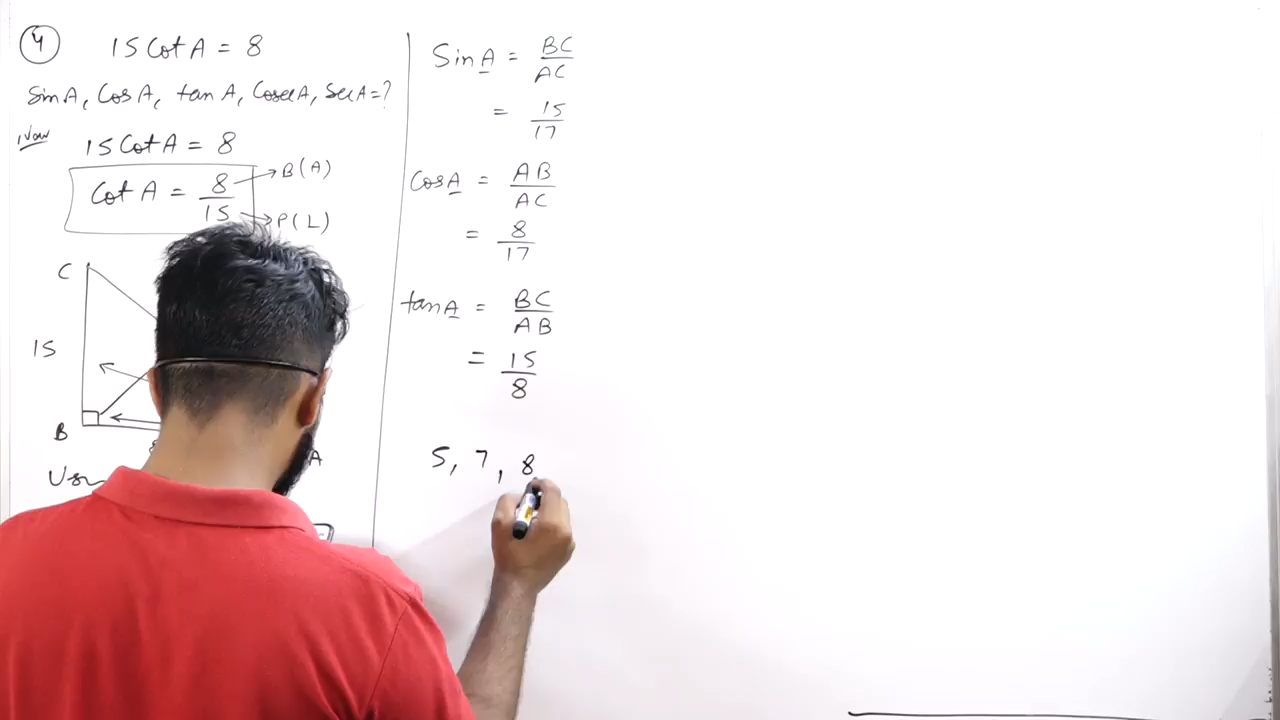 4 15 Cot A = 8
Sin A, Cos A, tan A, Cosec A, Sec A = ?
Now 15 Cot A = 8
Cot A = 8/15
B(A)
P(L)
C
15
B
A
Sin A = BC/AC
= 15/17
Cos A = AB/AC
= 8/17
tan A = BC/AB
= 15/8
5, 7, 8